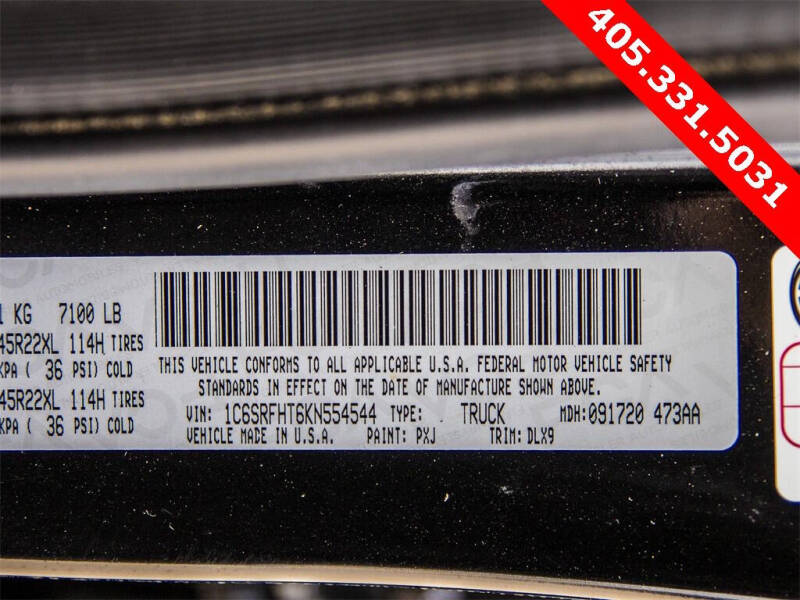 405.331.5031
1 KG 7100 LB
45R22XL 114H TIRES
KPA ( 36 PSI) COLD
45R22XL 114H TIRES
KPA ( 36 PSI) COLD
THIS VEHICLE CONFORMS TO ALL APPLICABLE U.S.A. FEDERAL MOTOR VEHICLE SAFETY
STANDARDS IN EFFECT ON THE DATE OF MANUFACTURE SHOWN ABOVE.
VIN: 1C6SRFHT6KN554544 TYPE: TRUCK MDH:091720 473AA
VEHICLE MADE IN U.S.A. PAINT: PXJ TRIM: DLX9